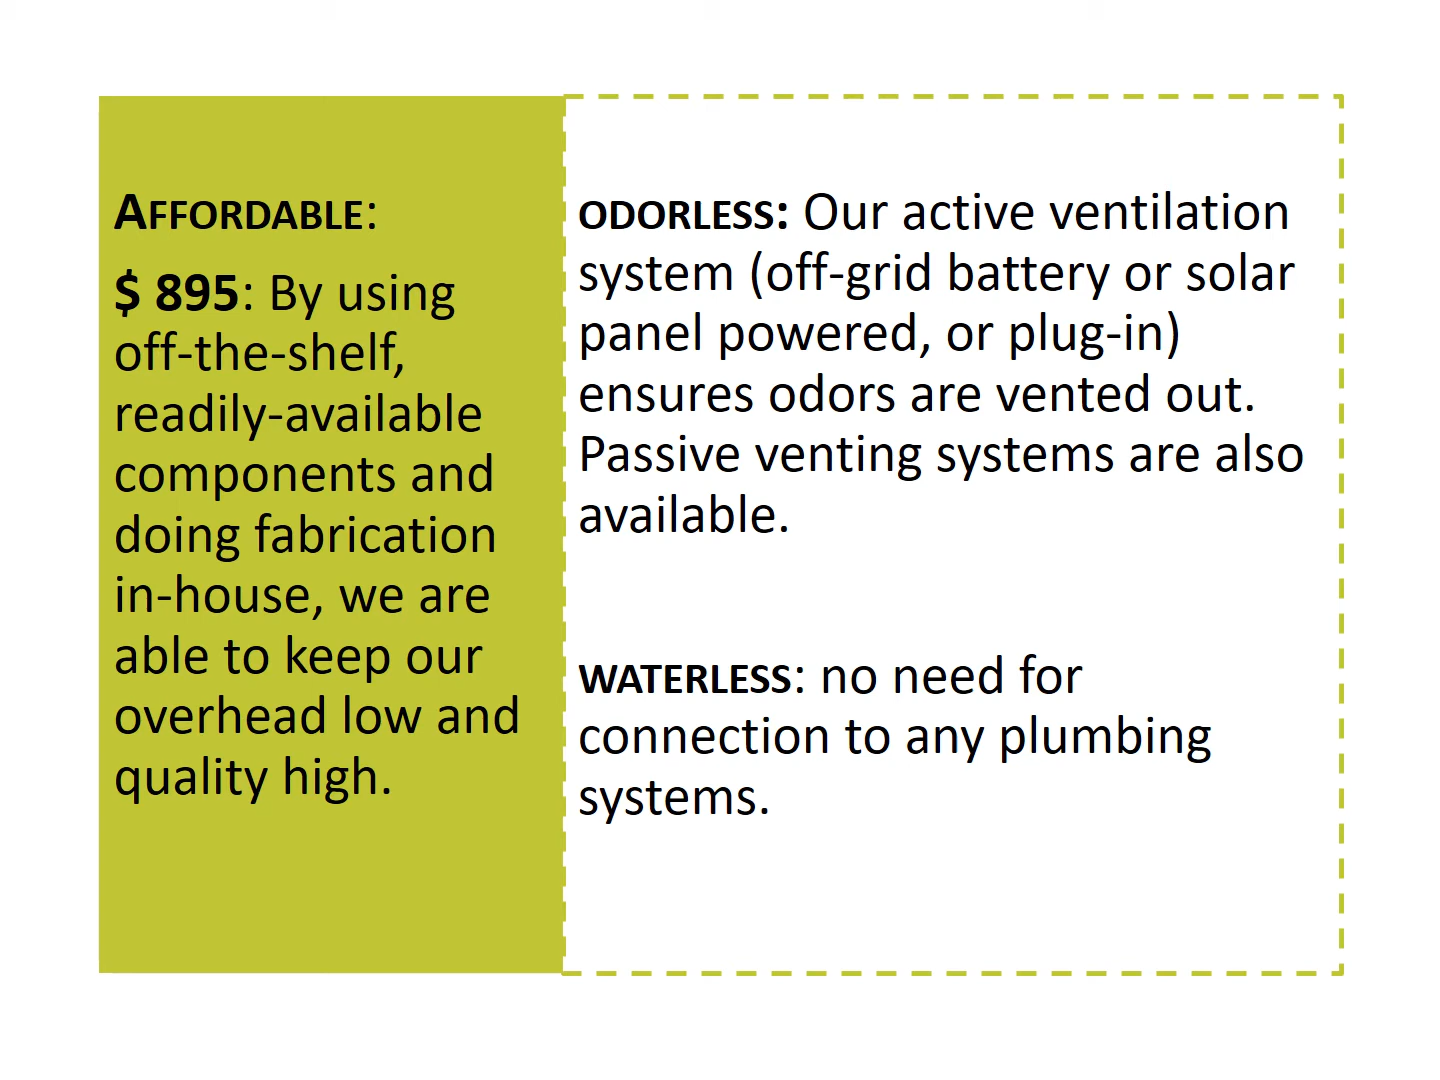 AFFORDABLE:
$ 895: By using
off-the-shelf,
readily-available
components and
doing fabrication
in-house, we are
able to keep our
overhead low and
quality high.
ODORLESS: Our active ventilation
system (off-grid battery or solar
panel powered, or plug-in)
ensures odors are vented out.
Passive venting systems are also
available.
WATERLESS: no need for
connection to any plumbing
systems.